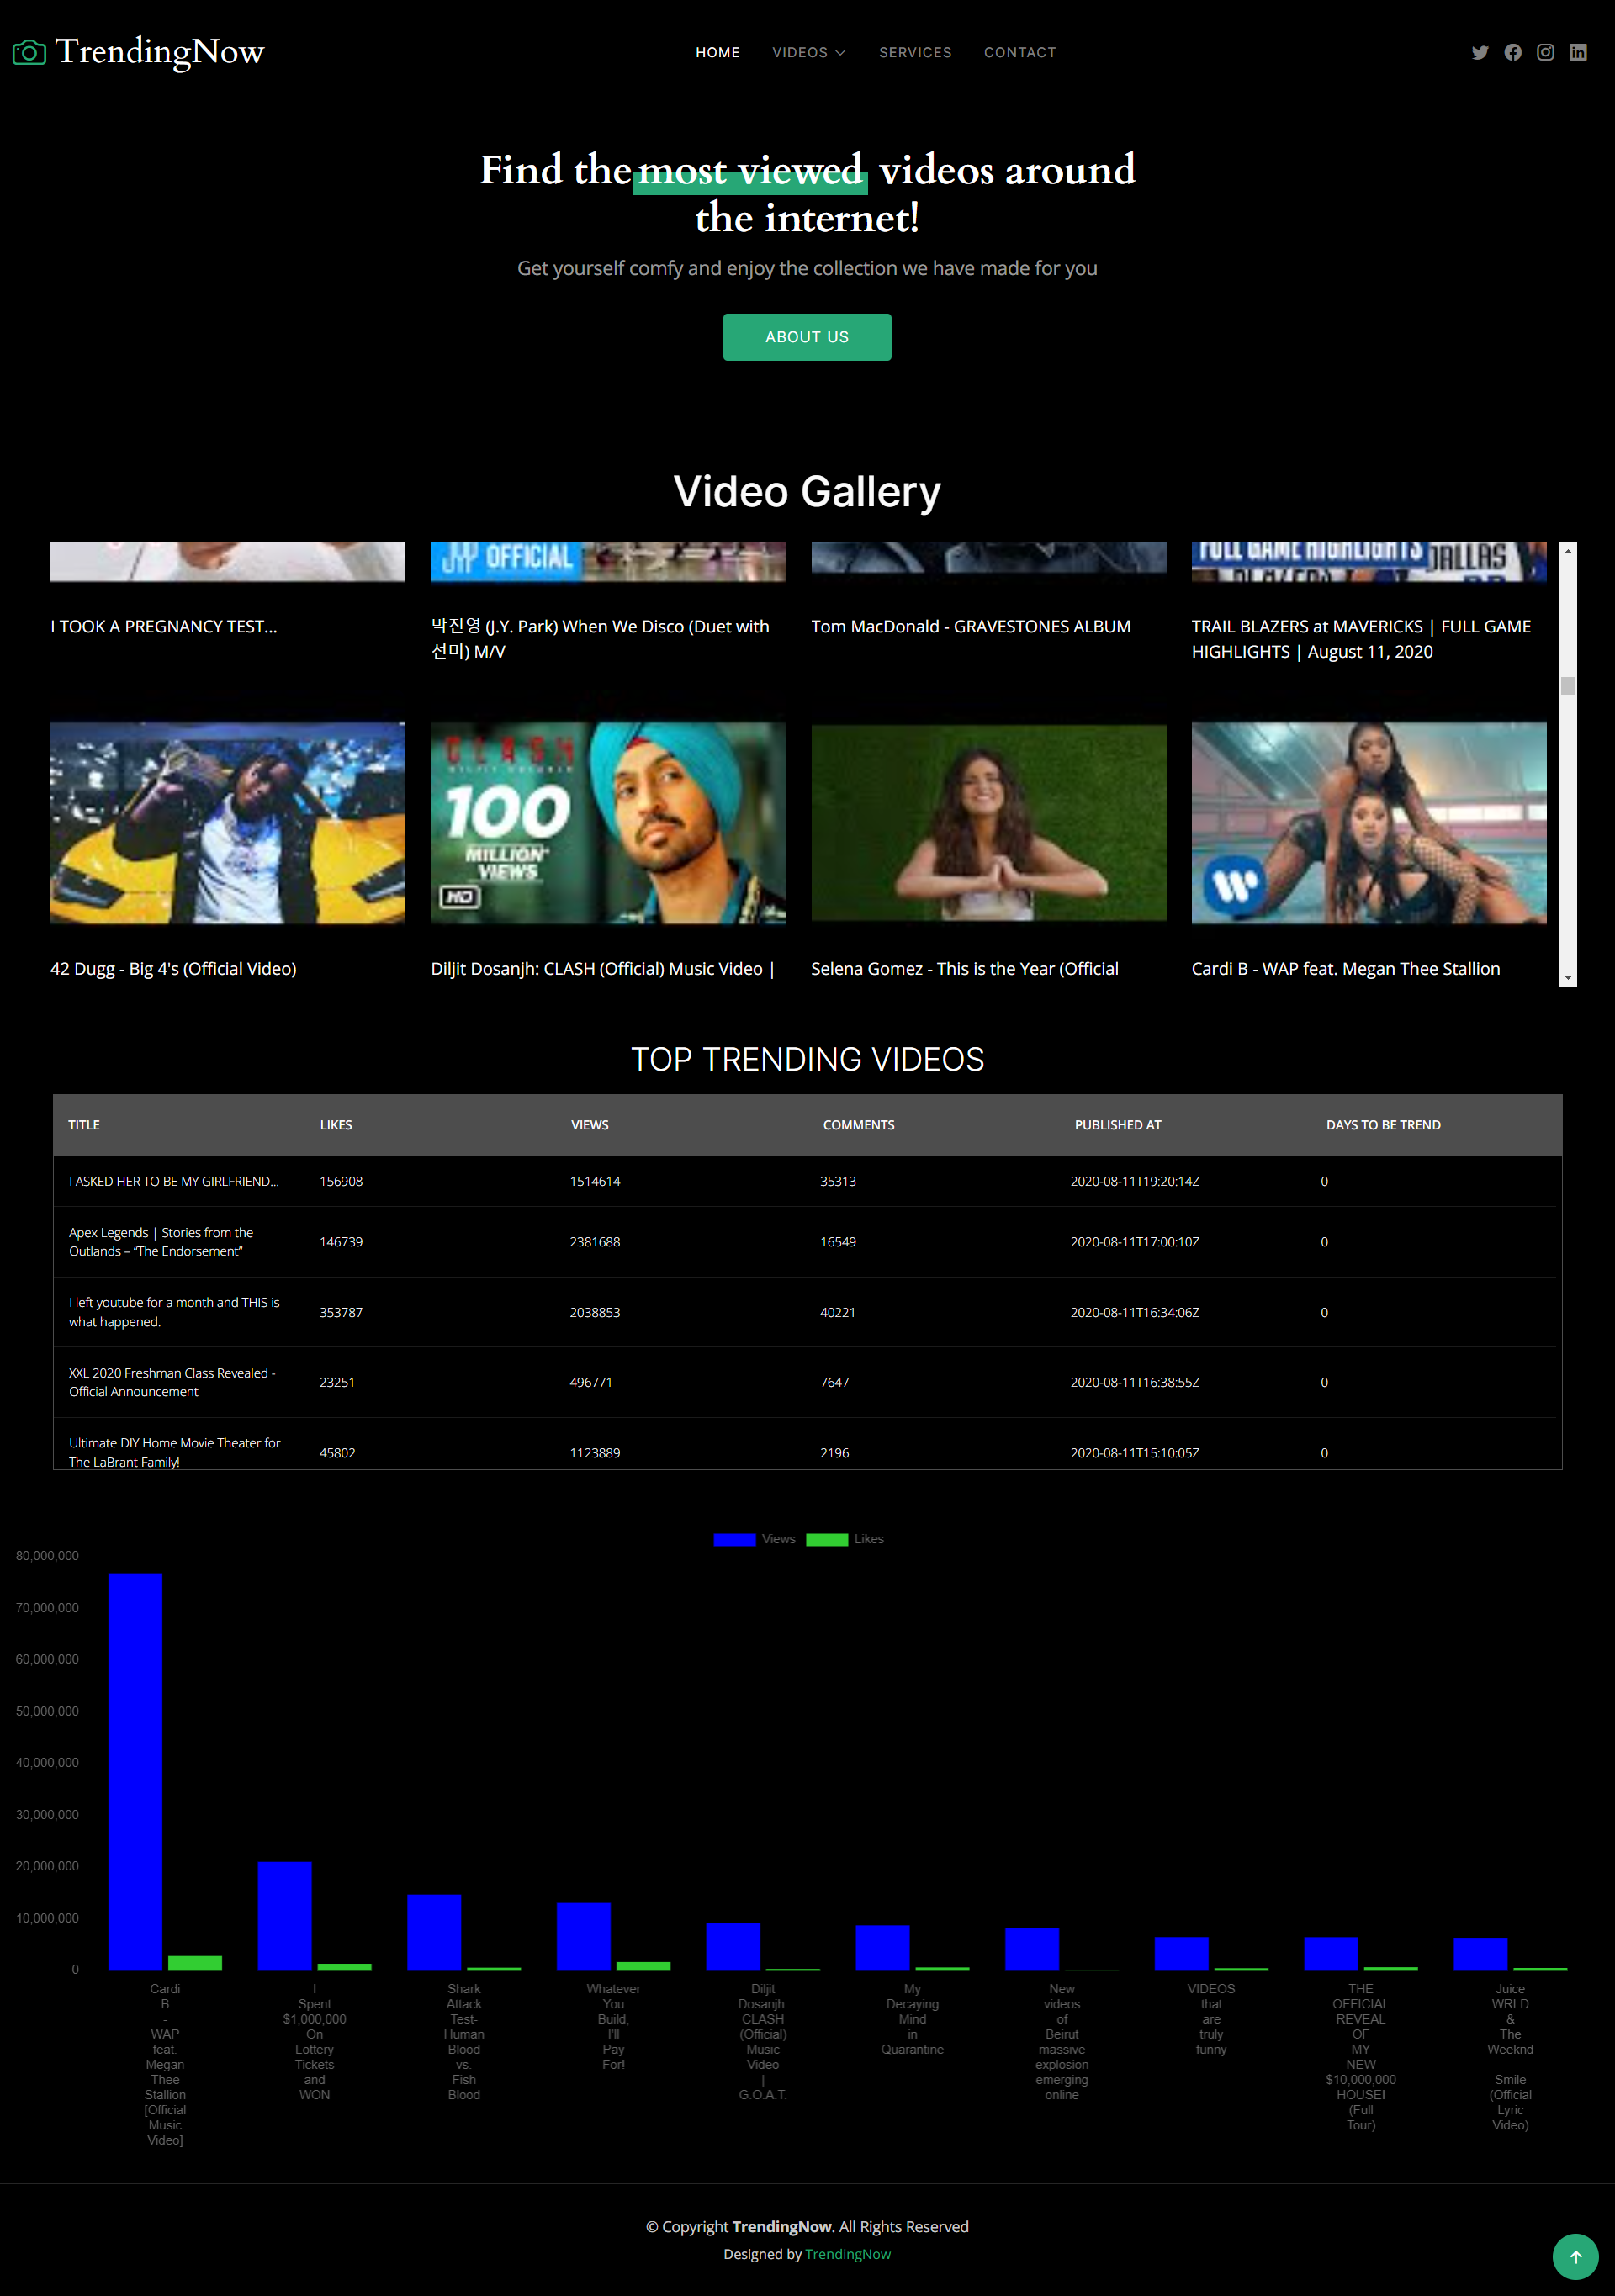 TrendingNow
HOME VIDEOS SERVICES CONTACT
Find the most viewed videos around
the internet!
Get yourself comfy and enjoy the collection we have made for you
ABOUT US
Video Gallery
JYP OFFICIAL
FULL GAME HIGHLIGHTS
DALLAS
I TOOK A PREGNANCY TEST...
박진영 (J.Y. Park) When We Disco (Duet with
선미) M/V
Tom MacDonald - GRAVESTONES ALBUM
TRAIL BLAZERS at MAVERICKS | FULL GAME
HIGHLIGHTS | August 11, 2020
CLASH
100
MILLION+
VIEWS
HD
42 Dugg - Big 4's (Official Video)
Diljit Dosanjh: CLASH (Official) Music Video |
Selena Gomez - This is the Year (Official
Cardi B - WAP feat. Megan Thee Stallion
TOP TRENDING VIDEOS
TITLE LIKES VIEWS COMMENTS PUBLISHED AT DAYS TO BE TREND
I ASKED HER TO BE MY GIRLFRIEND... 156908 1514614 35313 2020-08-11T19:20:14Z 0
Apex Legends | Stories from the
Outlands – “The Endorsement” 146739 2381688 16549 2020-08-11T17:00:10Z 0
I left youtube for a month and THIS is
what happened. 353787 2038853 40221 2020-08-11T16:34:06Z 0
XXL 2020 Freshman Class Revealed -
Official Announcement 23251 496771 7647 2020-08-11T16:38:55Z 0
Ultimate DIY Home Movie Theater for
The LaBrant Family! 45802 1123889 2196 2020-08-11T15:10:05Z 0
Views Likes
80,000,000
70,000,000
60,000,000
50,000,000
40,000,000
30,000,000
20,000,000
10,000,000
0
Cardi
B
-
WAP
feat.
Megan
Thee
Stallion
[Official
Music
Video]
I
Spent
$1,000,000
On
Lottery
Tickets
and
WON
Shark
Attack
Test-
Human
Blood
vs.
Fish
Blood
Whatever
You
Build,
I'll
Pay
For!
Diljit
Dosanjh:
CLASH
(Official)
Music
Video
|
G.O.A.T.
My
Decaying
Mind
in
Quarantine
New
videos
of
Beirut
massive
explosion
emerging
online
VIDEOS
that
are
truly
funny
THE
OFFICIAL
REVEAL
OF
MY
NEW
$10,000,000
HOUSE!
(Full
Tour)
Juice
WRLD
&
The
Weeknd
-
Smile
(Official
Lyric
Video)
© Copyright TrendingNow. All Rights Reserved
Designed by TrendingNow